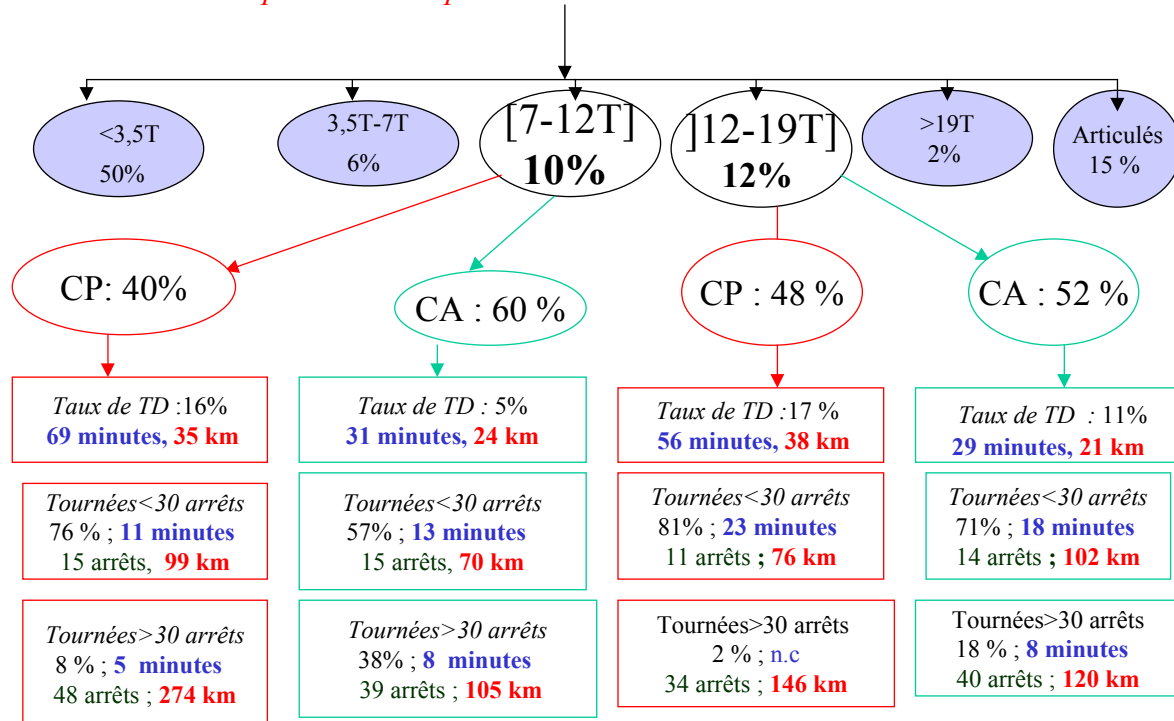 <3,5T
50%
3,5T-7T
6%
[7-12T]
10%
]12-19T]
12%
>19T
2%
Articulés
15 %
CP: 40%
CA : 60 %
CP : 48 %
CA : 52 %
Taux de TD :16%
69 minutes, 35 km
Taux de TD : 5%
31 minutes, 24 km
Taux de TD :17 %
56 minutes, 38 km
Taux de TD : 11%
29 minutes, 21 km
Tournées<30 arrêts
76 % ; 11 minutes
15 arrêts, 99 km
Tournées<30 arrêts
57% ; 13 minutes
15 arrêts, 70 km
Tournées<30 arrêts
81% ; 23 minutes
11 arrêts ; 76 km
Tournées<30 arrêts
71% ; 18 minutes
14 arrêts ; 102 km
Tournées>30 arrêts
8 % ; 5 minutes
48 arrêts ; 274 km
Tournées>30 arrêts
38% ; 8 minutes
39 arrêts ; 105 km
Tournées>30 arrêts
2 % ; n.c
34 arrêts ; 146 km
Tournées>30 arrêts
18 % ; 8 minutes
40 arrêts ; 120 km